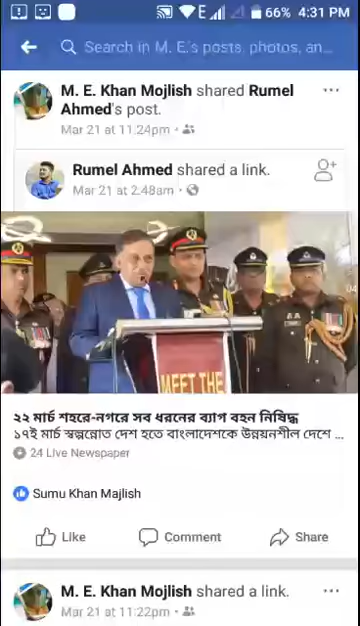 66% 4:31 PM
Search in M. E.'s posts, photos, an...
M. E. Khan Mojlish shared Rumel
Ahmed's post.
Mar 21 at 11:24pm
Rumel Ahmed shared a link.
Mar 21 at 2:48am
MEET THE
২২ মার্চ শহরে-নগরে সব ধরনের ব্যাগ বহন নিষিদ্ধ
১৭ই মার্চ স্বল্পোন্নোত দেশ হতে বাংলাদেশকে উন্নয়নশীল দেশে ...
24 Live Newspaper
Sumu Khan Majlish
Like Comment Share
M. E. Khan Mojlish shared a link.
Mar 21 at 11:22pm